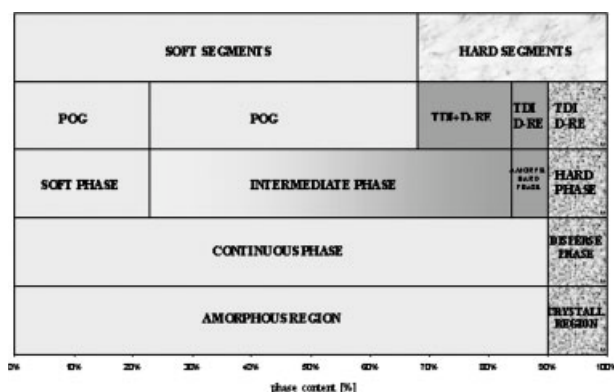 SOFT SEGMENTS HARD SEGMENTS
POG POG TDI+D-RE TDI TDI
D-RE D-RE
SOFT PHASE INTERMEDIATE PHASE HARD
PHASE
CONTINUOUS PHASE DISPERSE
PHASE
AMORPHOUS REGION CRYSTALL.
REGION
0% 10% 20% 30% 40% 50% 60% 70% 80% 90% 100%
phase content [%]